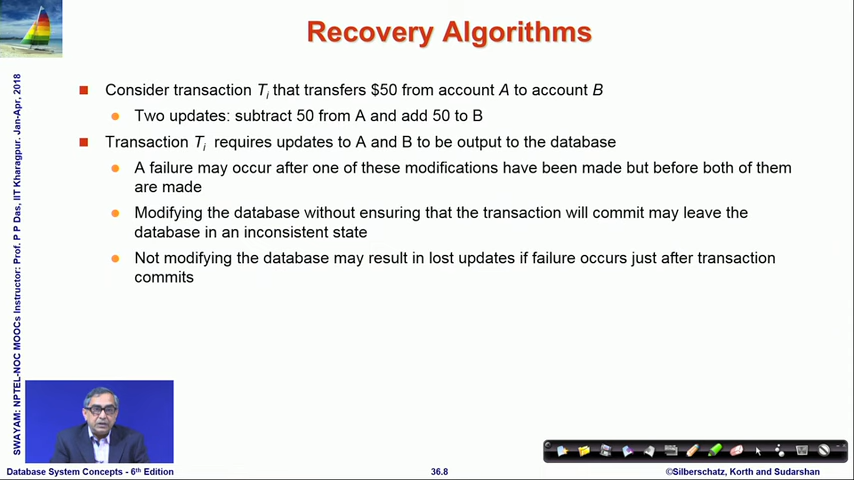 Recovery Algorithms
Consider transaction Ti that transfers $50 from account A to account B
Two updates: subtract 50 from A and add 50 to B
Transaction Ti requires updates to A and B to be output to the database
A failure may occur after one of these modifications have been made but before both of them
are made
Modifying the database without ensuring that the transaction will commit may leave the
database in an inconsistent state
Not modifying the database may result in lost updates if failure occurs just after transaction
commits
SWAYAM: NPTEL-NOC MOOCs Instructor: Prof. P P Das, IIT Kharagpur. Jan-Apr, 2018
Database System Concepts - 6th Edition
36.8
©Silberschatz, Korth and Sudarshan